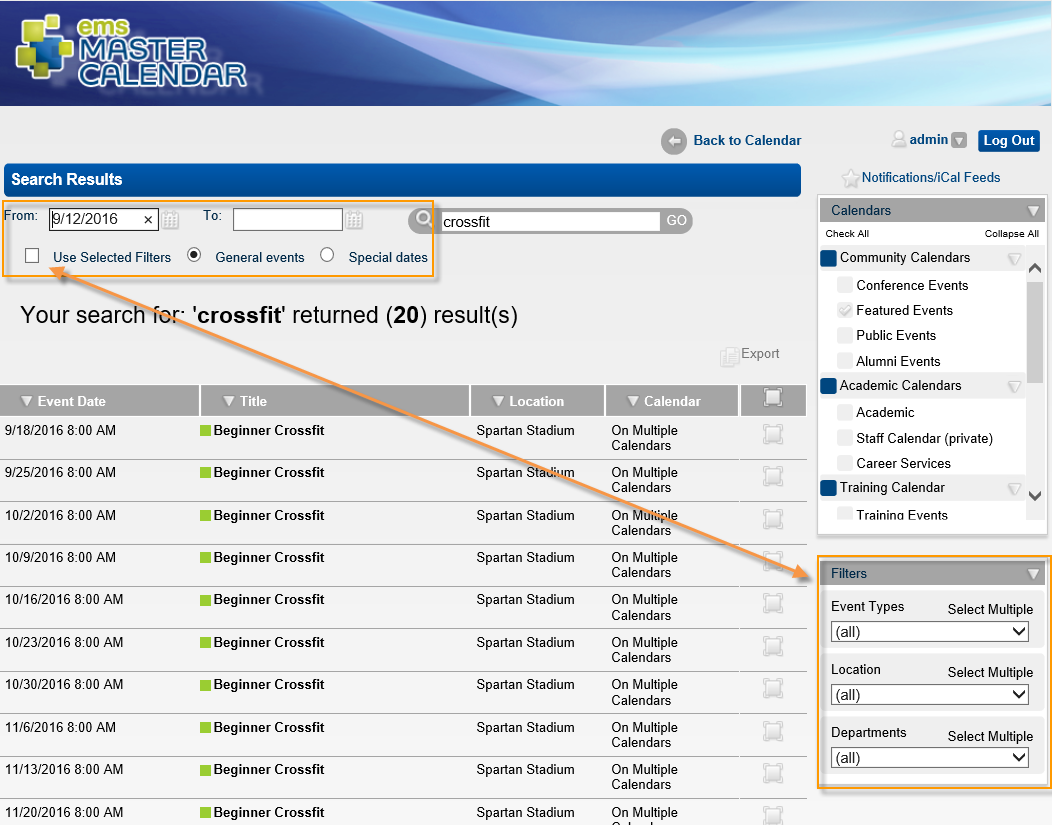 ems
MASTER
CALENDAR
Back to Calendar
admin
Log Out
Search Results
Notifications/iCal Feeds
From: 9/12/2016 × To:
crossfit GO
Use Selected Filters General events Special dates
Your search for: 'crossfit' returned (20) result(s)
Export
Event Date Title Location Calendar
9/18/2016 8:00 AM Beginner Crossfit Spartan Stadium On Multiple
Calendars
9/25/2016 8:00 AM Beginner Crossfit Spartan Stadium On Multiple
Calendars
10/2/2016 8:00 AM Beginner Crossfit Spartan Stadium On Multiple
Calendars
10/9/2016 8:00 AM Beginner Crossfit Spartan Stadium On Multiple
Calendars
10/16/2016 8:00 AM Beginner Crossfit Spartan Stadium On Multiple
Calendars
10/23/2016 8:00 AM Beginner Crossfit Spartan Stadium On Multiple
Calendars
10/30/2016 8:00 AM Beginner Crossfit Spartan Stadium On Multiple
Calendars
11/6/2016 8:00 AM Beginner Crossfit Spartan Stadium On Multiple
Calendars
11/13/2016 8:00 AM Beginner Crossfit Spartan Stadium On Multiple
Calendars
11/20/2016 8:00 AM Beginner Crossfit Spartan Stadium On Multiple
Calendars
Check All Collapse All
Community Calendars
Conference Events
Featured Events
Public Events
Alumni Events
Academic Calendars
Academic
Staff Calendar (private)
Career Services
Training Calendar
Training Events
Filters
Event Types Select Multiple
(all)
Location Select Multiple
(all)
Departments Select Multiple
(all)